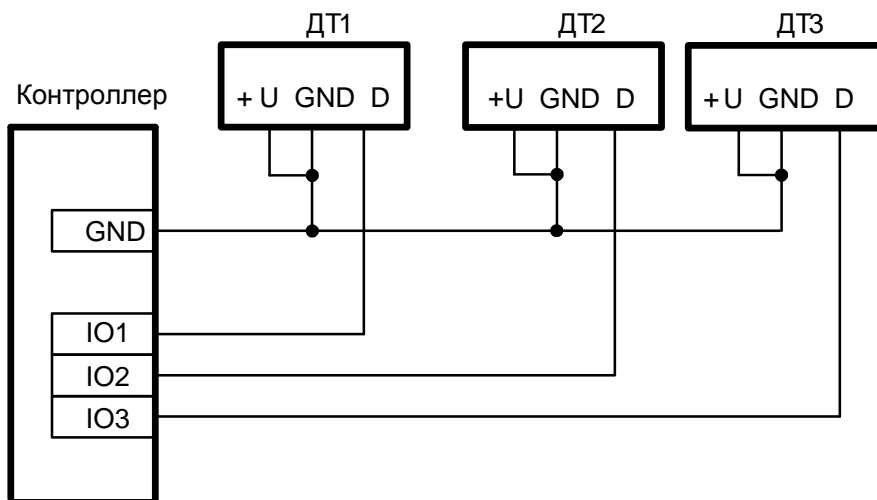 ДТ1 ДТ2 ДТ3
Контроллер
+ U GND D +U GND D + U GND D
GND
IO1
IO2
IO3